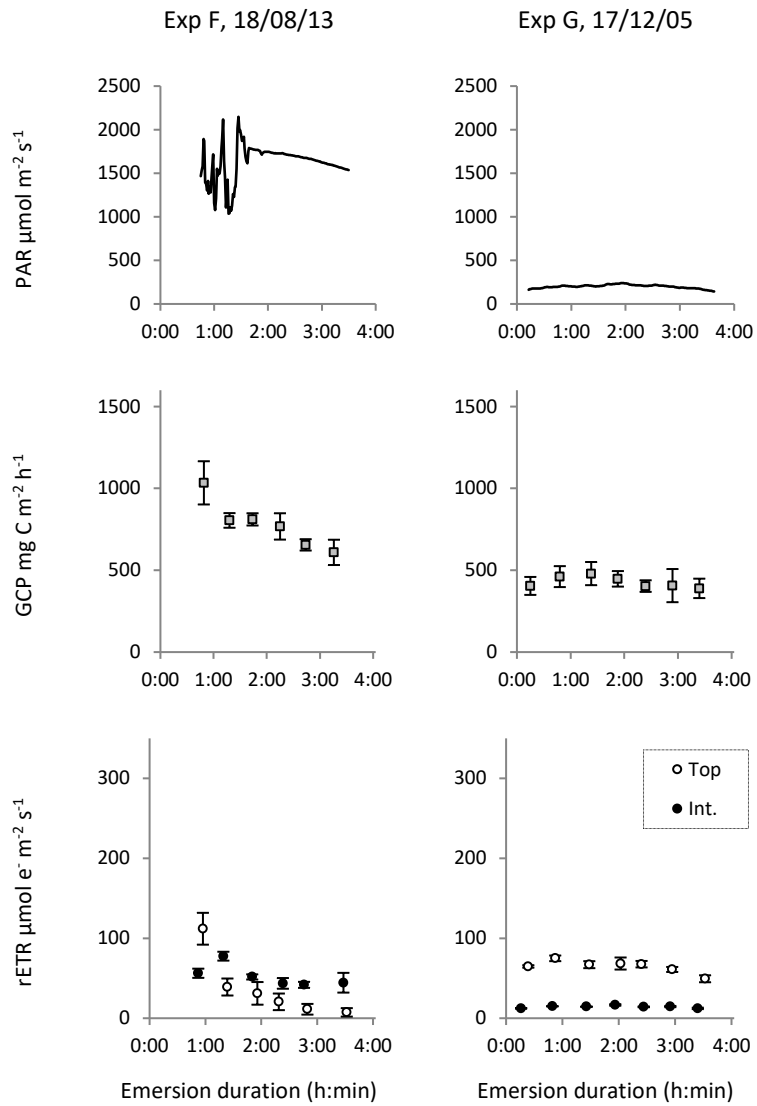 Exp F, 18/08/13
Exp G, 17/12/05
PAR µmol m⁻² s⁻¹
2500
2000
1500
1000
500
0
0:00 1:00 2:00 3:00 4:00
2500
2000
1500
1000
500
0
0:00 1:00 2:00 3:00 4:00
GCP mg C m⁻² h⁻¹
1500
1000
500
0
0:00 1:00 2:00 3:00 4:00
1500
1000
500
0
0:00 1:00 2:00 3:00 4:00
rETR µmol e⁻ m⁻² s⁻¹
300
200
100
0
0:00 1:00 2:00 3:00 4:00
Emersion duration (h:min)
300
200
100
0
0:00 1:00 2:00 3:00 4:00
Top
Int.
Emersion duration (h:min)